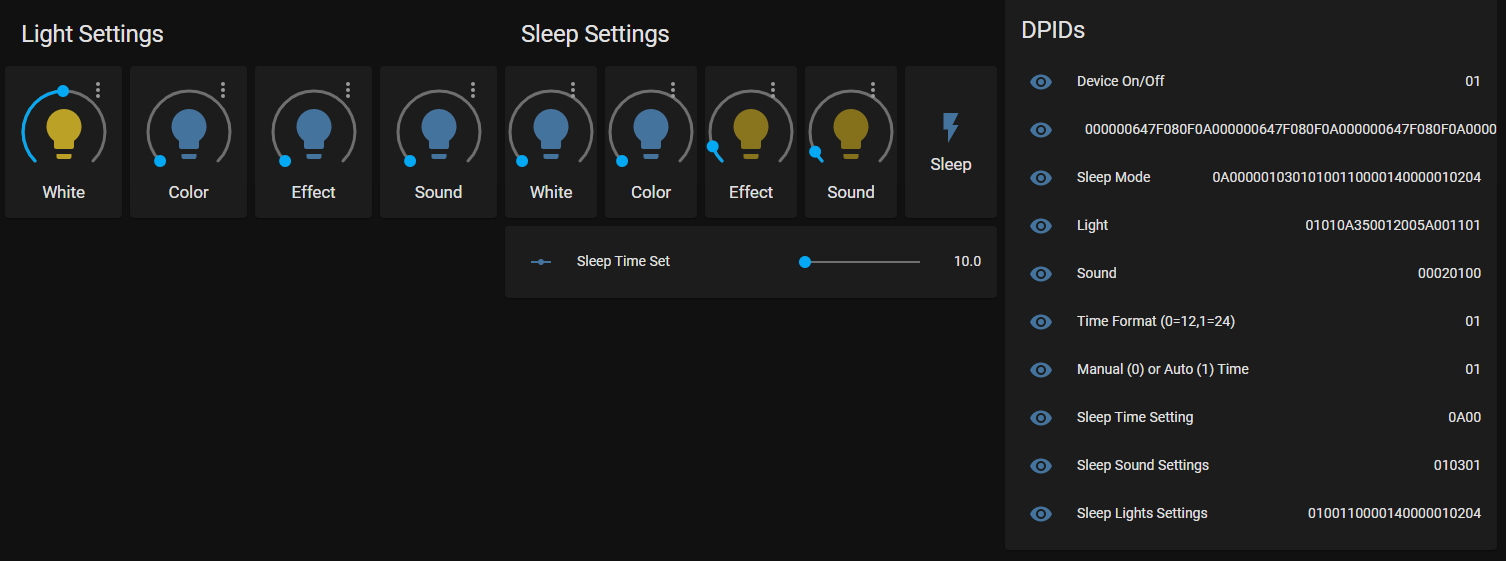 Light Settings
White
Color
Effect
Sound
Sleep Settings
White
Color
Effect
Sound
Sleep
Sleep Time Set 10.0
DPIDs
Device On/Off 01
000000647F080F0A000000647F080F0A000000647F080F0A0000
Sleep Mode 0A00000103010100110000140000010204
Light 01010A350012005A001101
Sound 00020100
Time Format (0=12,1=24) 01
Manual (0) or Auto (1) Time 01
Sleep Time Setting 0A00
Sleep Sound Settings 010301
Sleep Lights Settings 0100110000140000010204